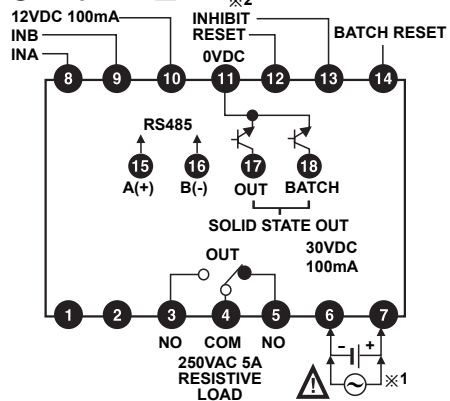 ※2
12VDC 100mA INHIBIT
INB RESET BATCH RESET
INA 0VDC
8 9 10 11 12 13 14
RS485
15 16 17 18
A(+) B(-) OUT BATCH
SOLID STATE OUT
30VDC
100mA
OUT
1 2 3 4 5 6 7
NO COM NO
250VAC 5A
RESISTIVE
LOAD
- +
※1